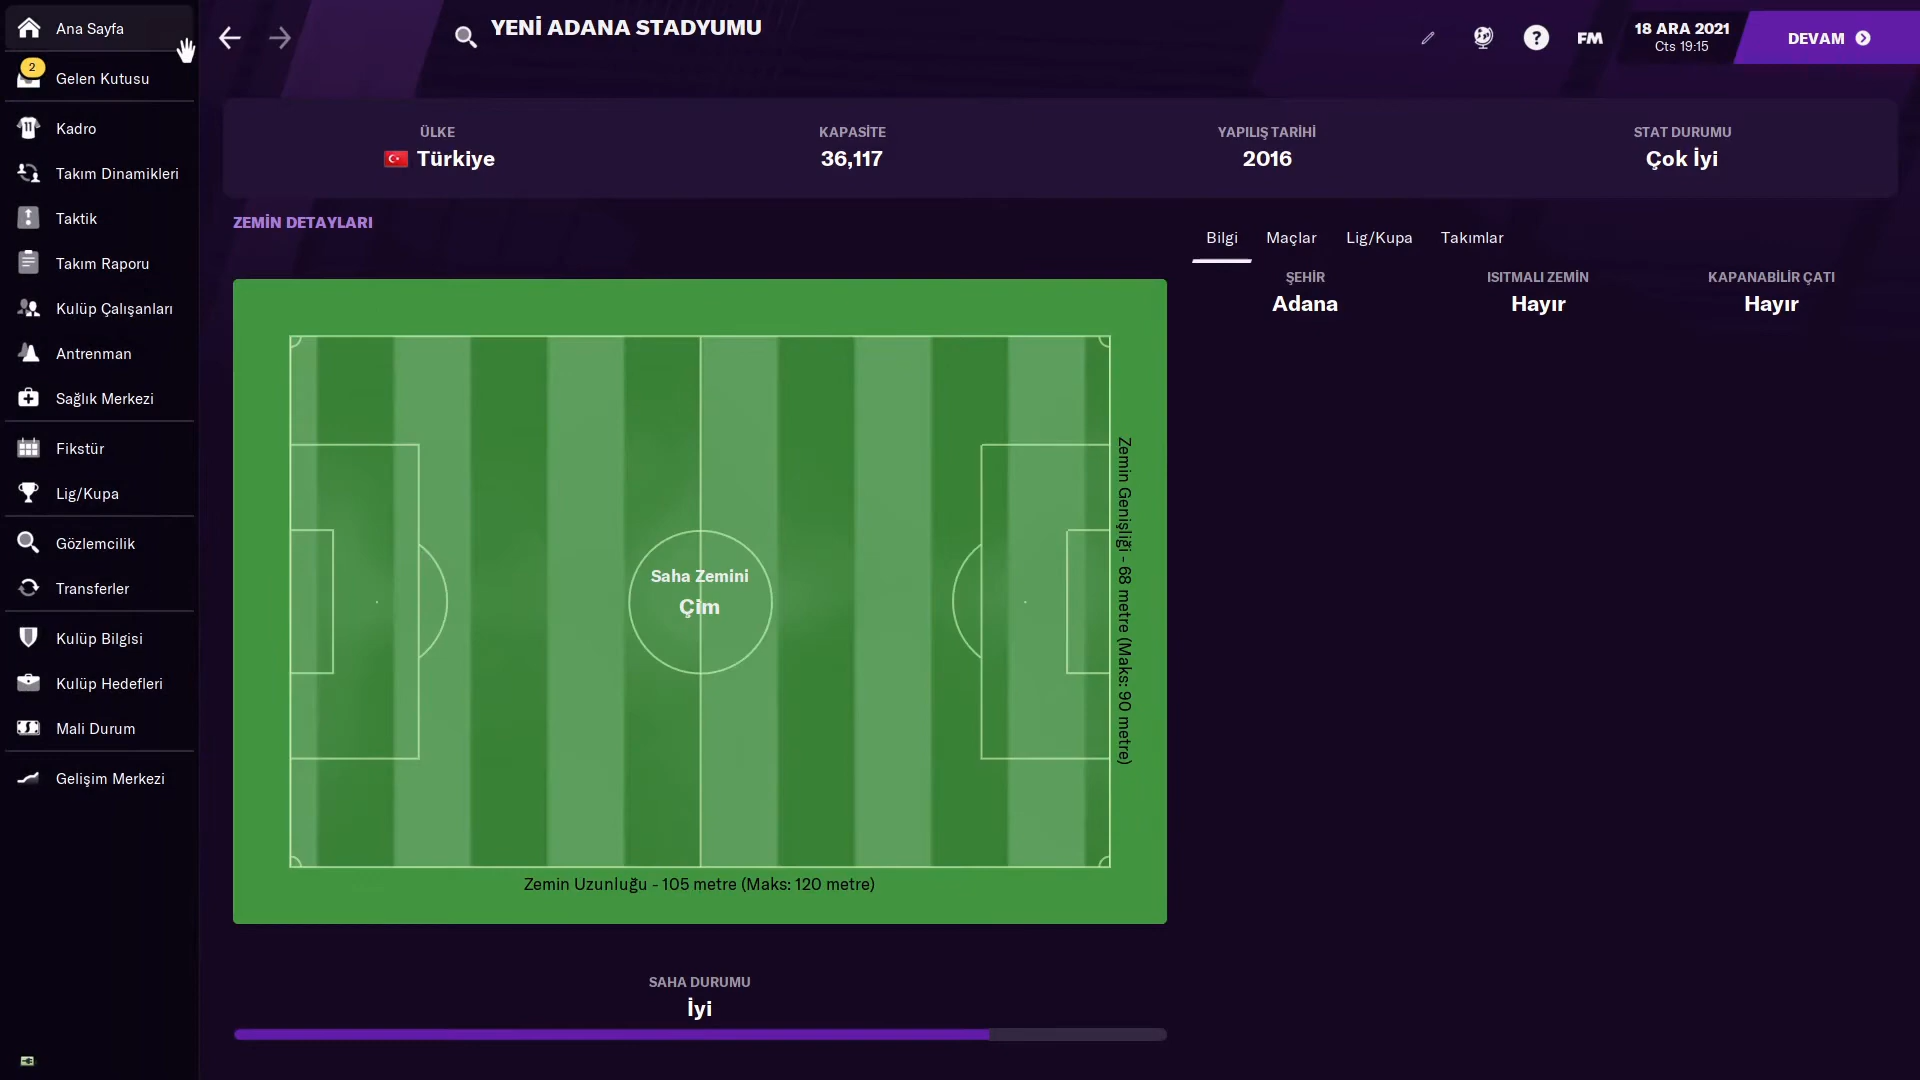 Ana Sayfa
2
Gelen Kutusu
Kadro
Takım Dinamikleri
Taktik
Takım Raporu
Kulüp Çalışanları
Antrenman
Sağlık Merkezi
Fikstür
Lig/Kupa
Gözlemcilik
Transferler
Kulüp Bilgisi
Kulüp Hedefleri
Mali Durum
Gelişim Merkezi
YENİ ADANA STADYUMU
?
FM
18 ARA 2021
Cts 19:15
DEVAM
ÜLKE
Türkiye
KAPASİTE
36,117
YAPILIŞ TARİHİ
2016
STAT DURUMU
Çok İyi
ZEMİN DETAYLARI
Saha Zemini
Çim
Zemin Genişliği - 68 metre (Maks: 90 metre)
Zemin Uzunluğu - 105 metre (Maks: 120 metre)
SAHA DURUMU
İyi
Bilgi Maçlar Lig/Kupa Takımlar
ŞEHİR
Adana
ISITMALI ZEMİN
Hayır
KAPANABİLİR ÇATI
Hayır